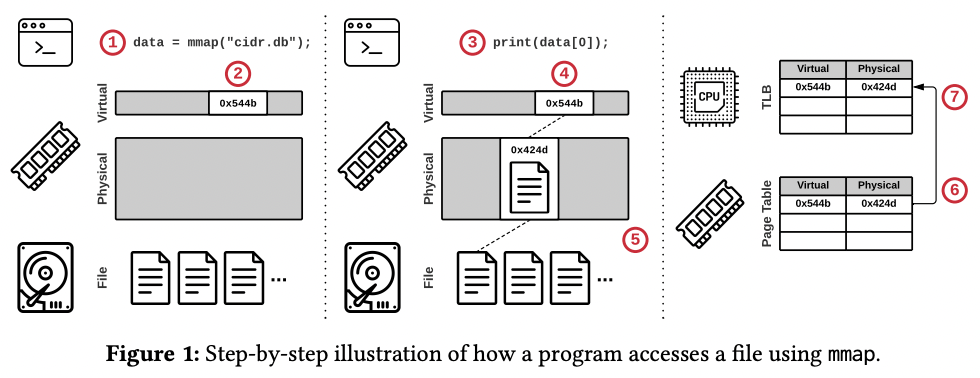 1 data = mmap("cidr.db");
2
Virtual
0x544b
Physical
File
...
3 print(data[0]);
4
Virtual
0x544b
Physical
0x424d
5
File
...
CPU
TLB
Virtual Physical
0x544b 0x424d
7
6
Page Table
Virtual Physical
0x544b 0x424d
Figure 1: Step-by-step illustration of how a program accesses a file using mmap.